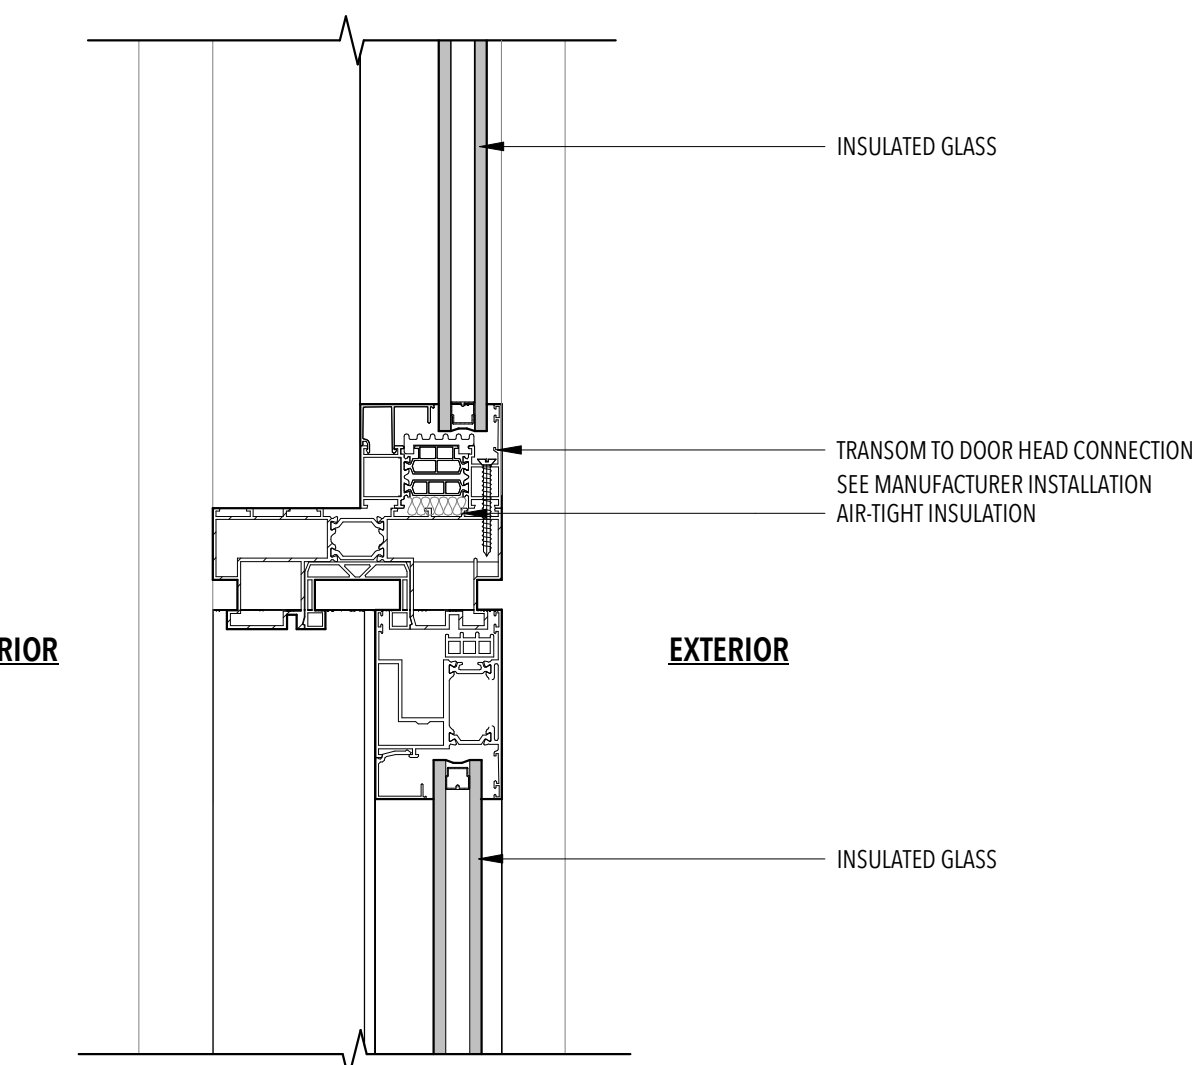 INSULATED GLASS
TRANSOM TO DOOR HEAD CONNECTION
SEE MANUFACTURER INSTALLATION
AIR-TIGHT INSULATION
RIOR
EXTERIOR
INSULATED GLASS